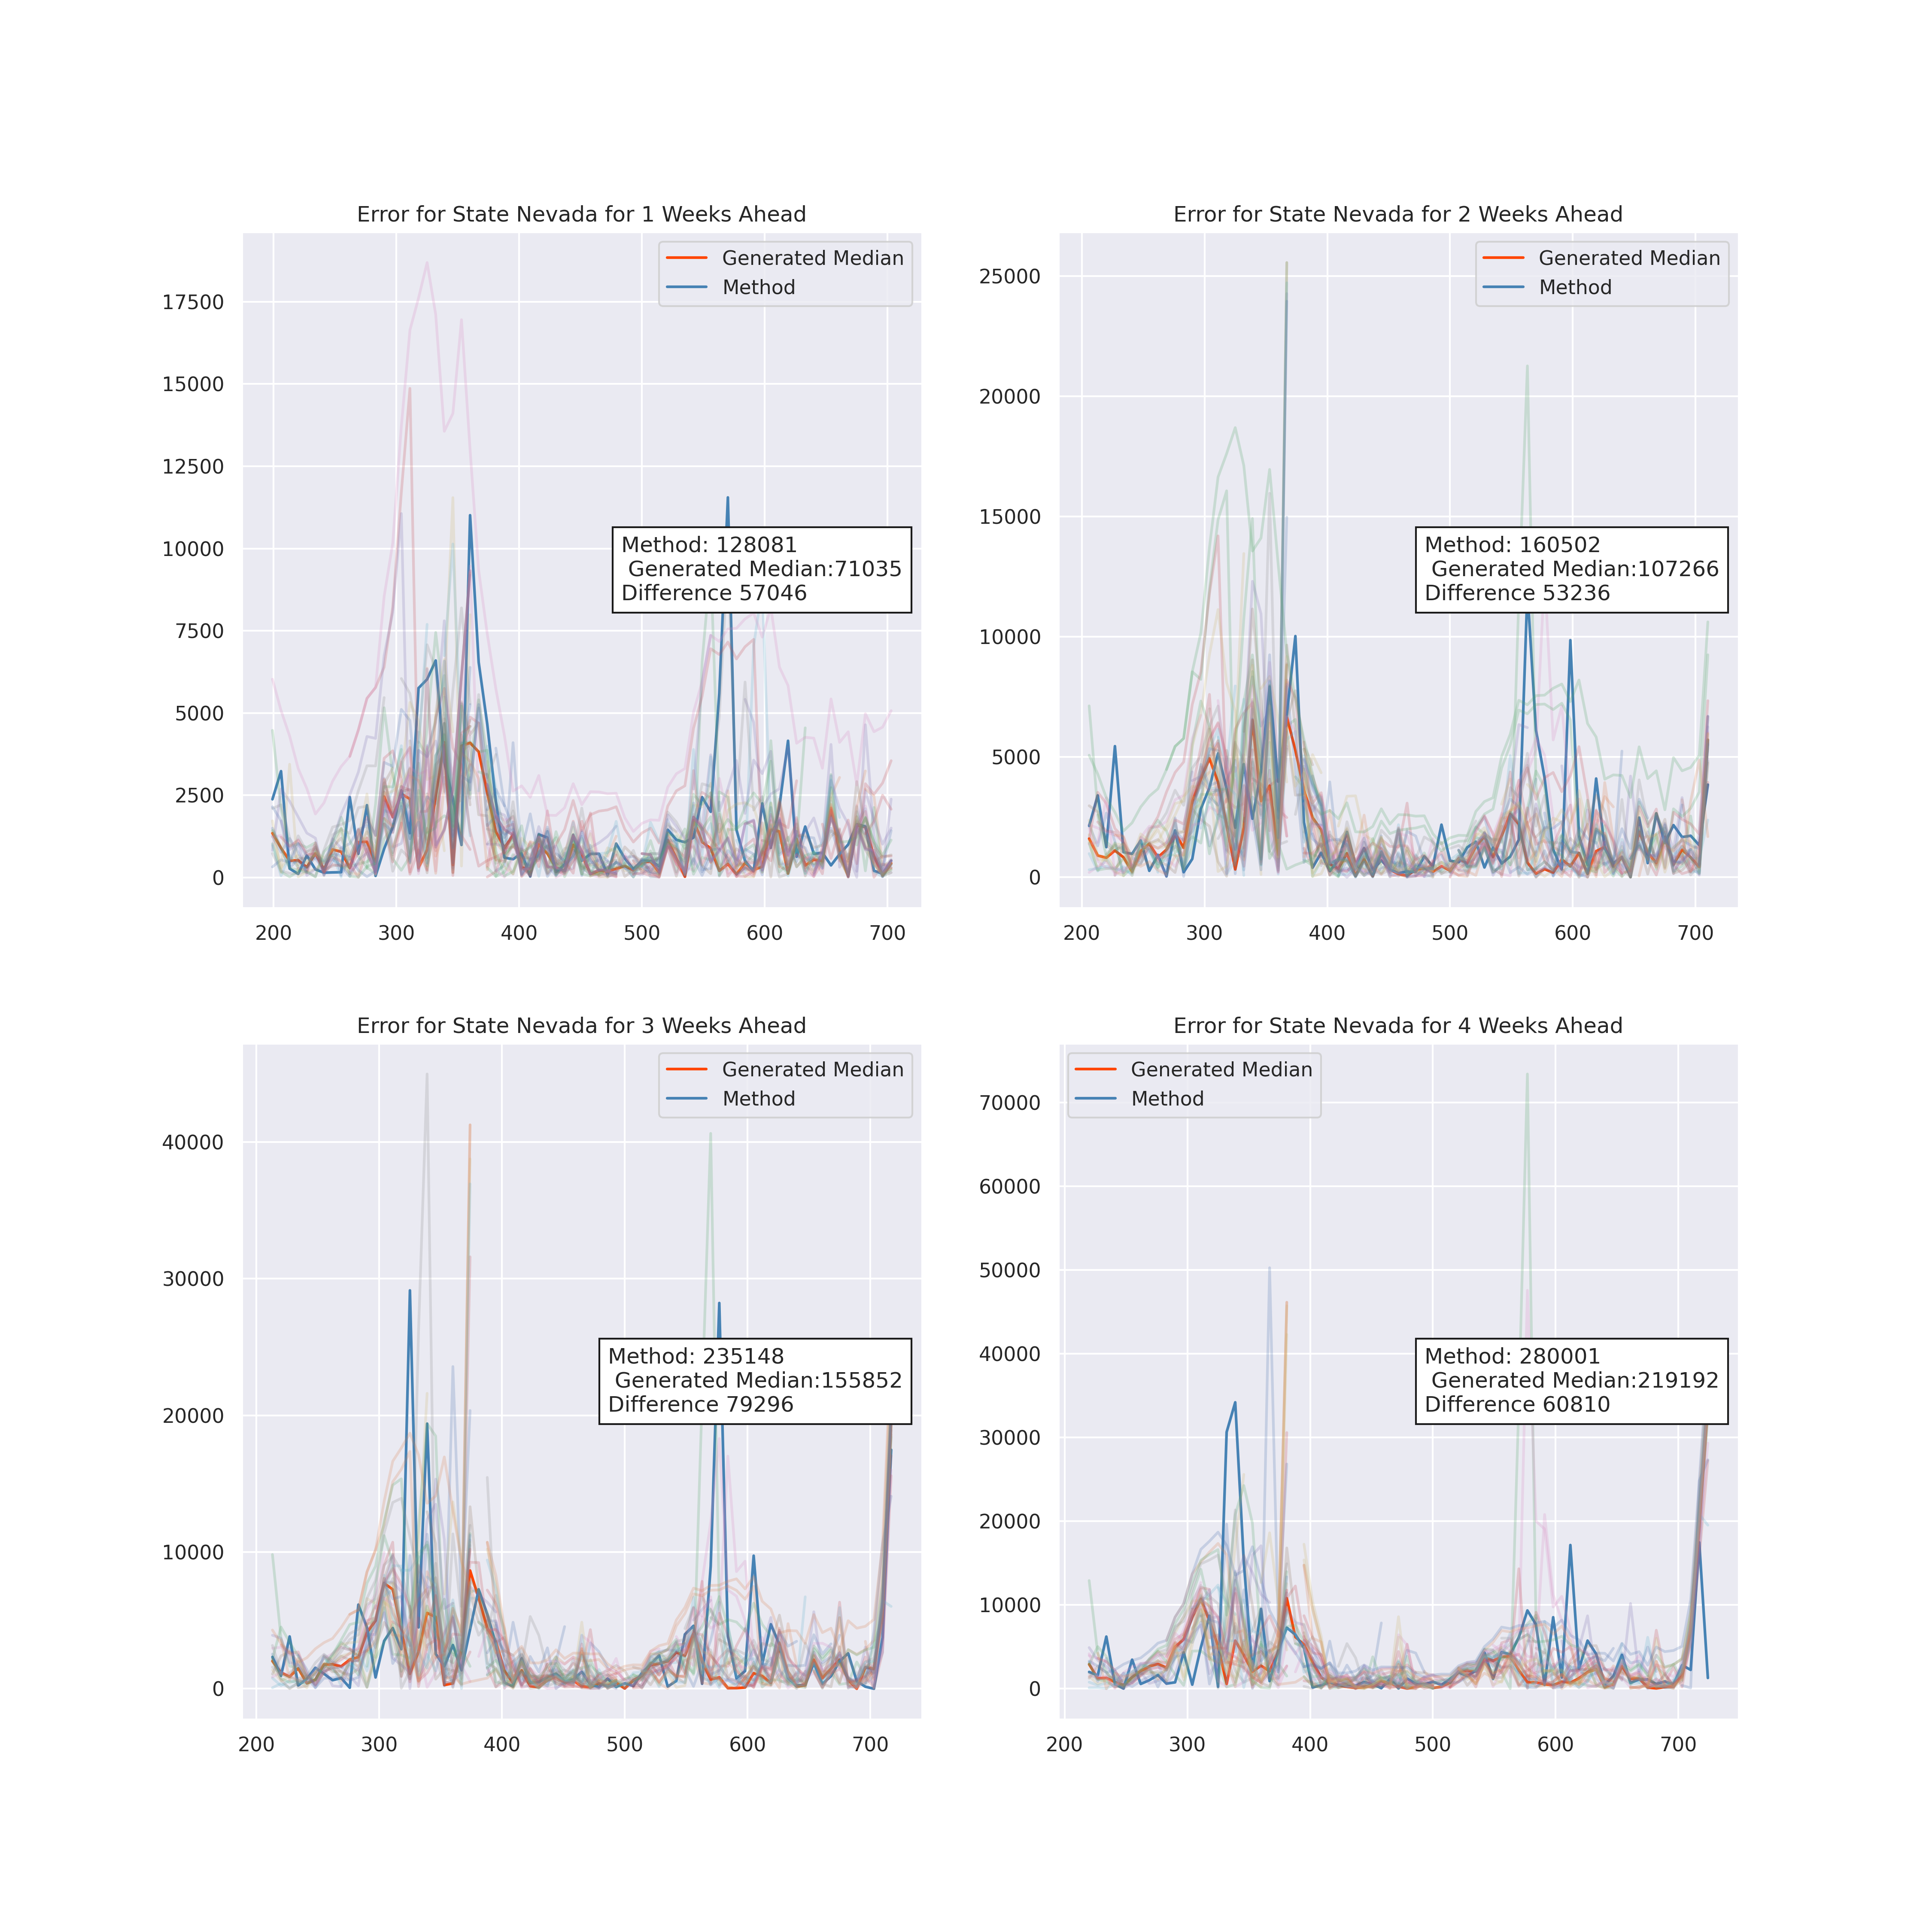 Error for State Nevada for 1 Weeks Ahead
Generated Median
Method
17500
15000
12500
10000
7500
5000
2500
0
Method: 128081
Generated Median:71035
Difference 57046
200 300 400 500 600 700
Error for State Nevada for 2 Weeks Ahead
Generated Median
Method
25000
20000
15000
10000
5000
0
Method: 160502
Generated Median:107266
Difference 53236
200 300 400 500 600 700
Error for State Nevada for 3 Weeks Ahead
Generated Median
Method
40000
30000
20000
10000
0
Method: 235148
Generated Median:155852
Difference 79296
200 300 400 500 600 700
Error for State Nevada for 4 Weeks Ahead
Generated Median
Method
70000
60000
50000
40000
30000
20000
10000
0
Method: 280001
Generated Median:219192
Difference 60810
200 300 400 500 600 700